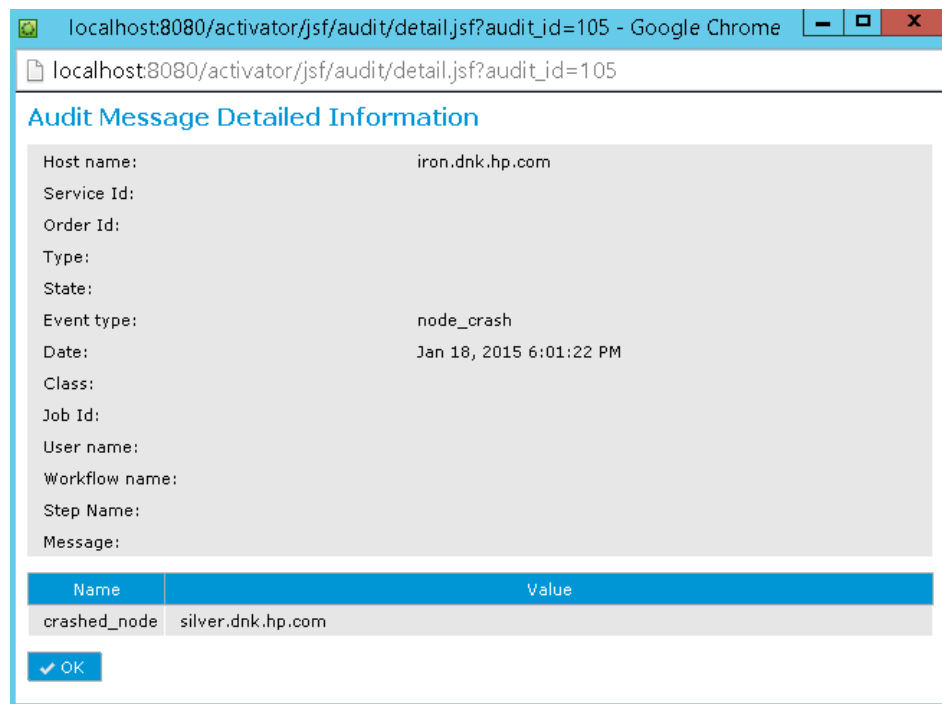 localhost:8080/activator/jsf/audit/detail.jsf?audit_id=105 - Google Chrome
localhost:8080/activator/jsf/audit/detail.jsf?audit_id=105
Audit Message Detailed Information
Host name: iron.dnk.hp.com
Service Id:
Order Id:
Type:
State:
Event type: node_crash
Date: Jan 18, 2015 6:01:22 PM
Class:
Job Id:
User name:
Workflow name:
Step Name:
Message:
Name Value
crashed_node silver.dnk.hp.com
OK